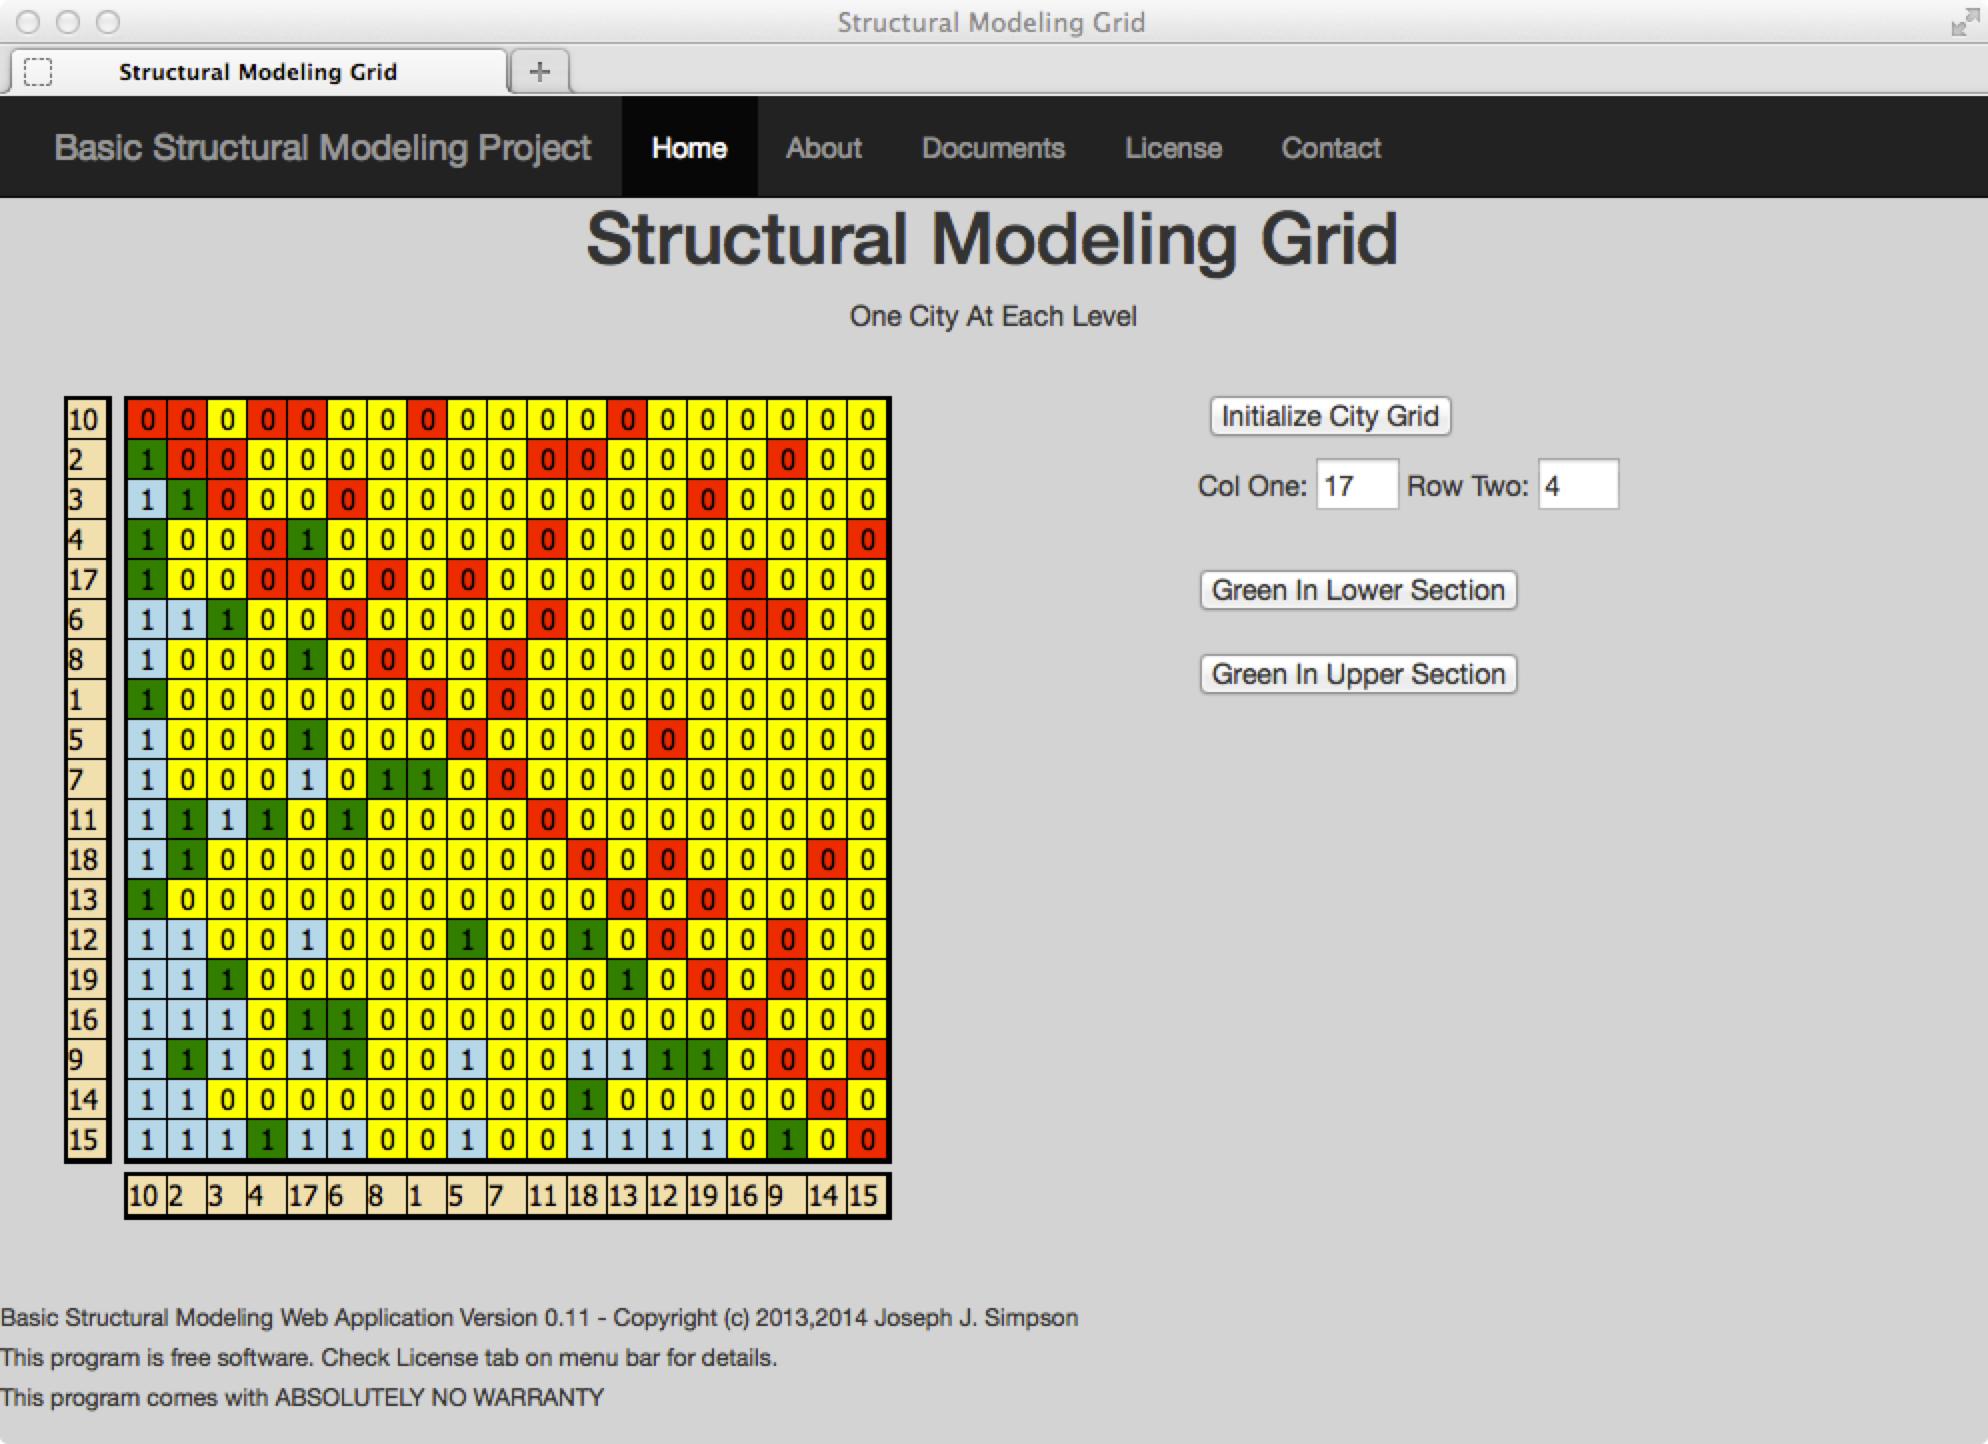 Structural Modeling Grid
Structural Modeling Grid
Basic Structural Modeling Project Home About Documents License Contact
Structural Modeling Grid
One City At Each Level
10 0 0 0 0 0 0 0 0 0 0 0 0 0 0 0 0 0 0 0 Initialize City Grid
2 1 0 0 0 0 0 0 0 0 0 0 0 0 0 0 0 0 0 0
Col One: 17 Row Two: 4
3 1 1 0 0 0 0 0 0 0 0 0 0 0 0 0 0 0 0 0
4 1 0 0 0 1 0 0 0 0 0 0 0 0 0 0 0 0 0 0
17 1 0 0 0 0 0 0 0 0 0 0 0 0 0 0 0 0 0 0
Green In Lower Section
6 1 1 1 0 0 0 0 0 0 0 0 0 0 0 0 0 0 0 0
8 1 0 0 0 1 0 0 0 0 0 0 0 0 0 0 0 0 0 0
Green In Upper Section
1 1 0 0 0 0 0 0 0 0 0 0 0 0 0 0 0 0 0 0
5 1 0 0 0 1 0 0 0 0 0 0 0 0 0 0 0 0 0 0
7 1 0 0 0 1 0 1 1 0 0 0 0 0 0 0 0 0 0 0
11 1 1 1 1 0 1 0 0 0 0 0 0 0 0 0 0 0 0 0
18 1 1 0 0 0 0 0 0 0 0 0 0 0 0 0 0 0 0 0
13 1 0 0 0 0 0 0 0 0 0 0 0 0 0 0 0 0 0 0
12 1 1 0 0 1 0 0 0 1 0 0 1 0 0 0 0 0 0 0
19 1 1 1 0 0 0 0 0 0 0 0 0 1 0 0 0 0 0 0
16 1 1 1 0 1 1 0 0 0 0 0 0 0 0 0 0 0 0 0
9 1 1 1 0 1 1 0 0 1 0 0 1 1 1 1 0 0 0 0
14 1 1 0 0 0 0 0 0 0 0 0 1 0 0 0 0 0 0 0
15 1 1 1 1 1 1 0 0 1 0 0 1 1 1 1 0 1 0 0
10 2 3 4 17 6 8 1 5 7 11 18 13 12 19 16 9 14 15
Basic Structural Modeling Web Application Version 0.11 - Copyright (c) 2013,2014 Joseph J. Simpson
This program is free software. Check License tab on menu bar for details.
This program comes with ABSOLUTELY NO WARRANTY